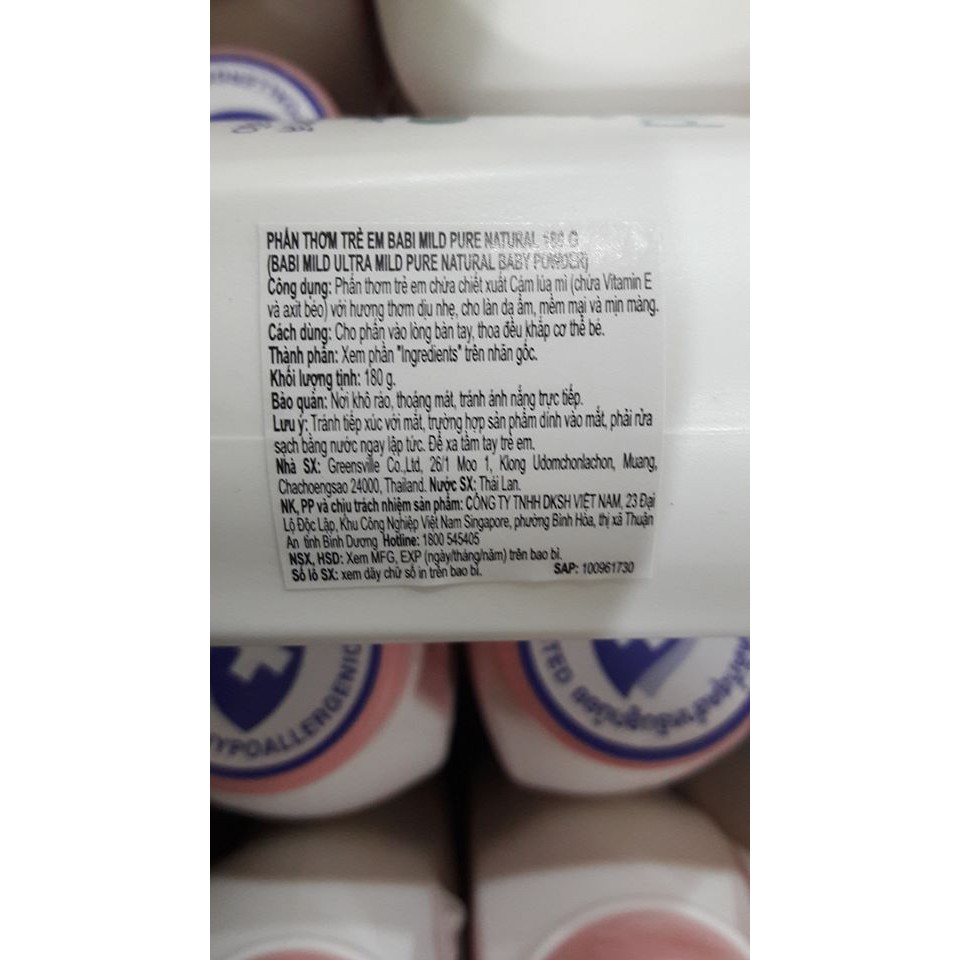 PHẤN THƠM TRẺ EM BABI MILD PURE NATURAL 180 G
(BABI MILD ULTRA MILD PURE NATURAL BABY POWDER)
Công dụng: Phấn thơm trẻ em chứa chiết xuất Cám lúa mì (chứa Vitamin E
và axit béo) với hương thơm dịu nhẹ, cho làn da ẩm, mềm mại và mịn màng.
Cách dùng: Cho phấn vào lòng bàn tay, thoa đều khắp cơ thể bé.
Thành phần: Xem phần "Ingredients" trên nhãn gốc.
Khối lượng tịnh: 180 g.
Bảo quản: Nơi khô ráo, thoáng mát, tránh ánh nắng trực tiếp.
Lưu ý: Tránh tiếp xúc với mắt, trường hợp sản phẩm dính vào mắt, phải rửa
sạch bằng nước ngay lập tức. Để xa tầm tay trẻ em.
Nhà SX: Greensville Co.,Ltd, 26/1 Moo 1, Klong Udomchonlachon, Muang,
Chachoengsao 24000, Thailand. Nước SX: Thái Lan.
NK, PP và chịu trách nhiệm sản phẩm: CÔNG TY TNHH DKSH VIỆT NAM, 23 Đại
Lộ Độc Lập, Khu Công Nghiệp Việt Nam Singapore, phường Bình Hòa, thị xã Thuận
An tỉnh Bình Dương Hotline: 1800 545405
NSX, HSD: Xem MFG, EXP (ngày/tháng/năm) trên bao bì.
Số lô SX: xem dãy chữ số in trên bao bì. SAP: 100961730
HYPOALLERGENIC